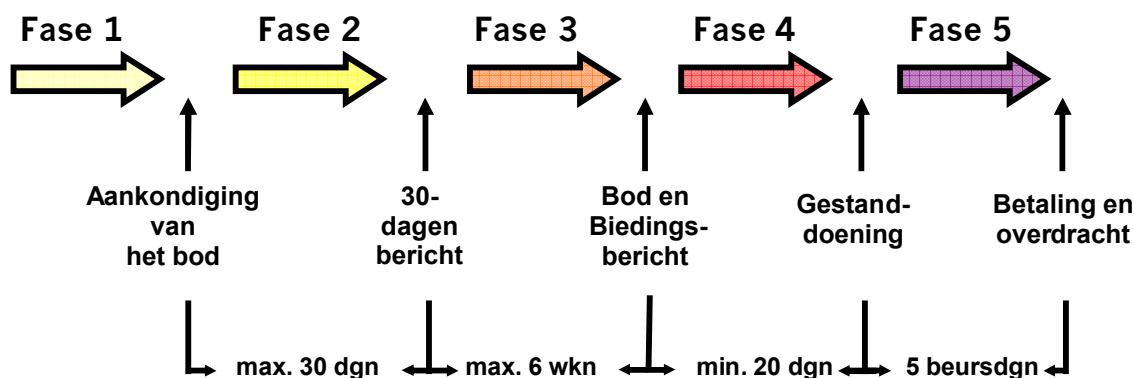 Fase 1 Fase 2 Fase 3 Fase 4 Fase 5
Aankondiging
van
het bod
30-
dagen
bericht
Bod en
Biedings-
bericht
Gestand-
doening
Betaling en
overdracht
max. 30 dgn max. 6 wkn min. 20 dgn 5 beursdgn